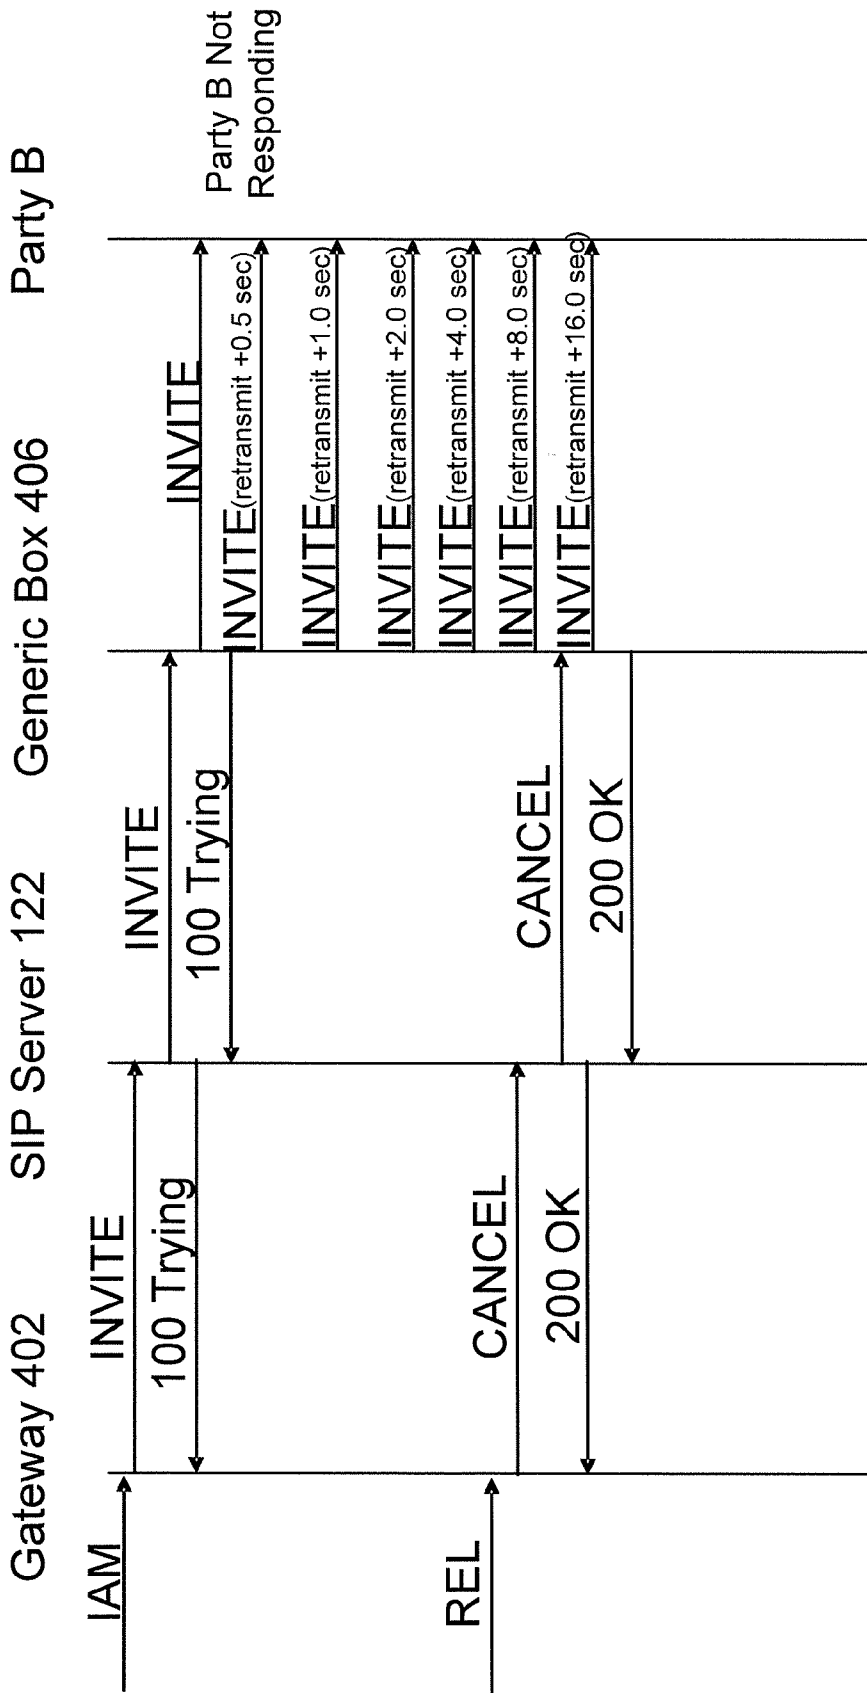 Gateway 402
SIP Server 122
Generic Box 406
Party B
IAM
INVITE
100 Trying
INVITE
100 Trying
INVITE
Party B Not
Responding
INVITE(retransmit +0.5 sec)
INVITE(retransmit +1.0 sec)
INVITE(retransmit +2.0 sec)
INVITE(retransmit +4.0 sec)
INVITE(retransmit +8.0 sec)
INVITE(retransmit +16.0 sec)
REL
CANCEL
200 OK
CANCEL
200 OK